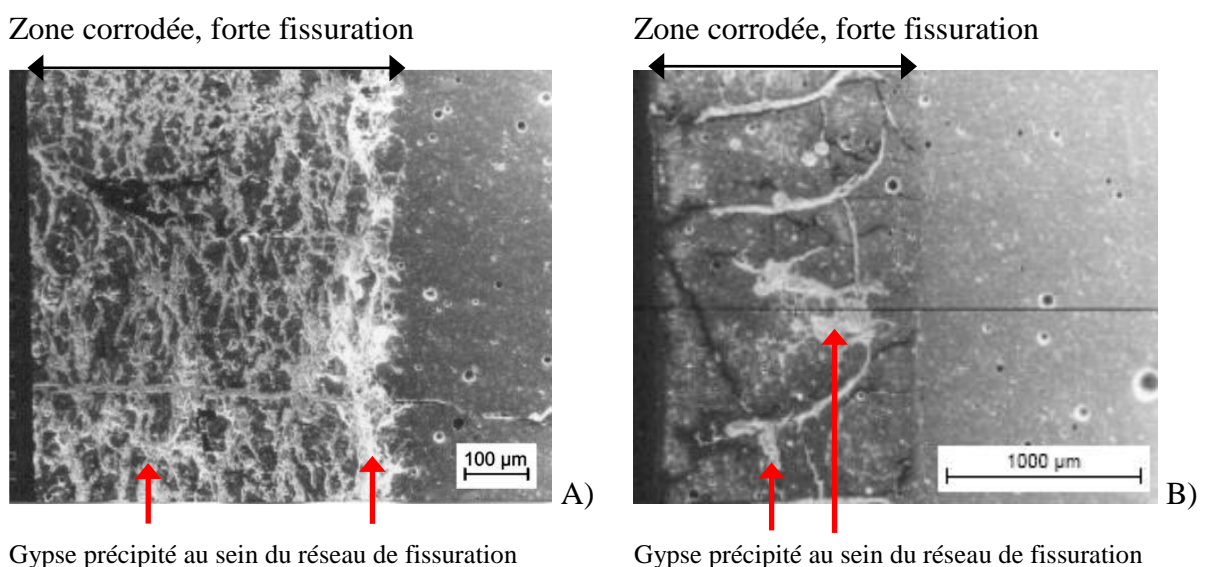 Zone corrodée, forte fissuration
Zone corrodée, forte fissuration
100 µm
A)
1000 µm
B)
Gypse précipité au sein du réseau de fissuration
Gypse précipité au sein du réseau de fissuration